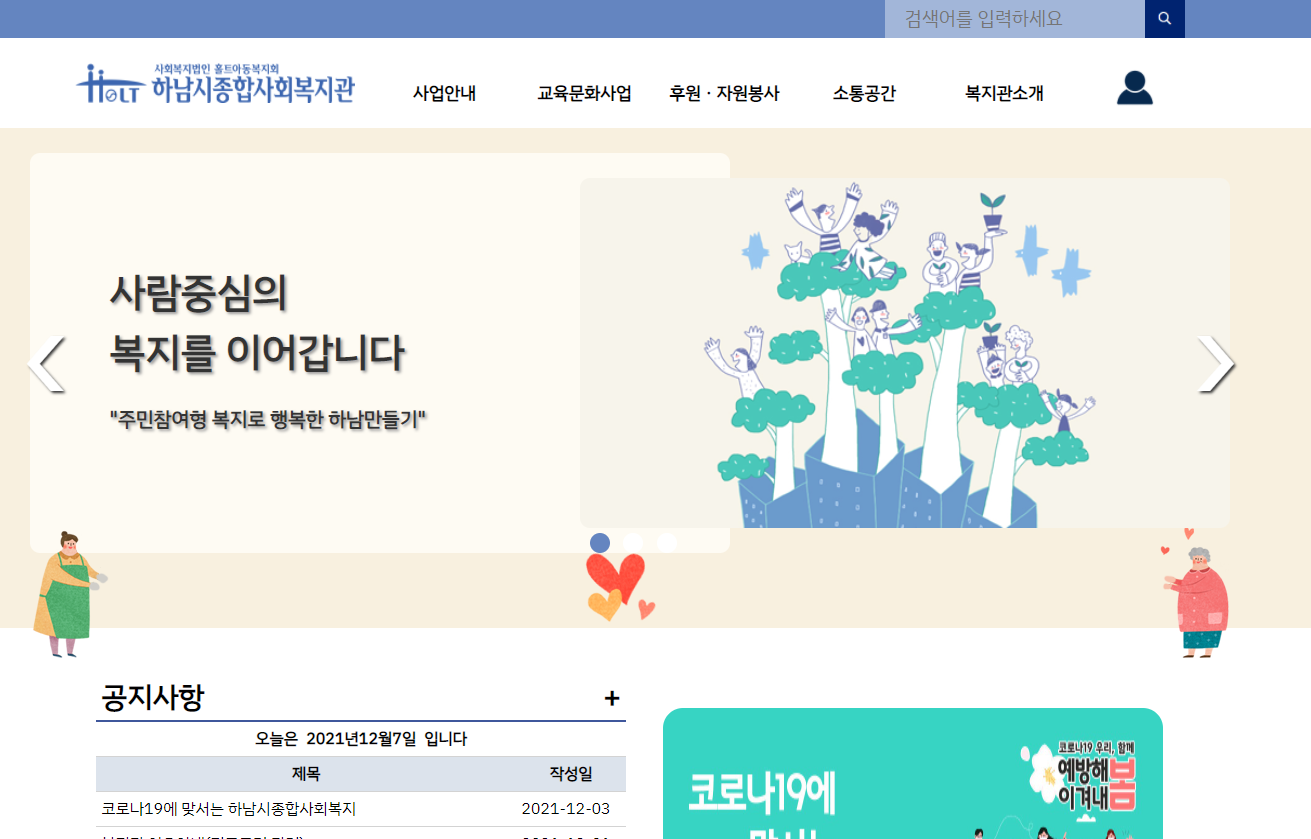 검색어를 입력하세요
사회복지법인 홀트아동복지회
HOLT 하남시종합사회복지관
사업안내 교육문화사업 후원 · 자원봉사 소통공간 복지관소개
사람중심의
복지를 이어갑니다
"주민참여형 복지로 행복한 하남만들기"
공지사항 +
오늘은 2021년12월7일 입니다
제목 작성일
코로나19에 맞서는 하남시종합사회복지 2021-12-03
코로나19 우리, 함께
예방해 봄
이겨내
코로나19에
맞서는